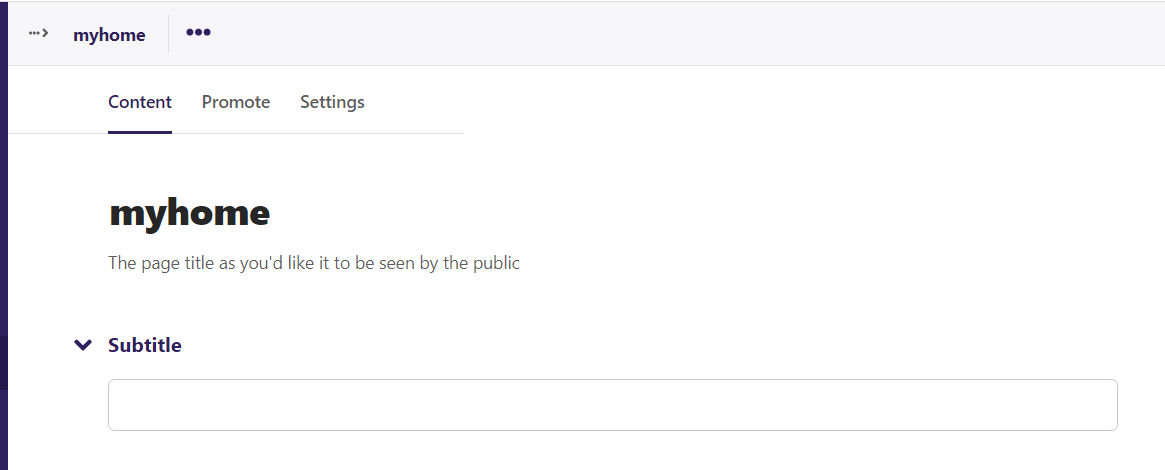 myhome
Content Promote Settings
myhome
The page title as you'd like it to be seen by the public
Subtitle